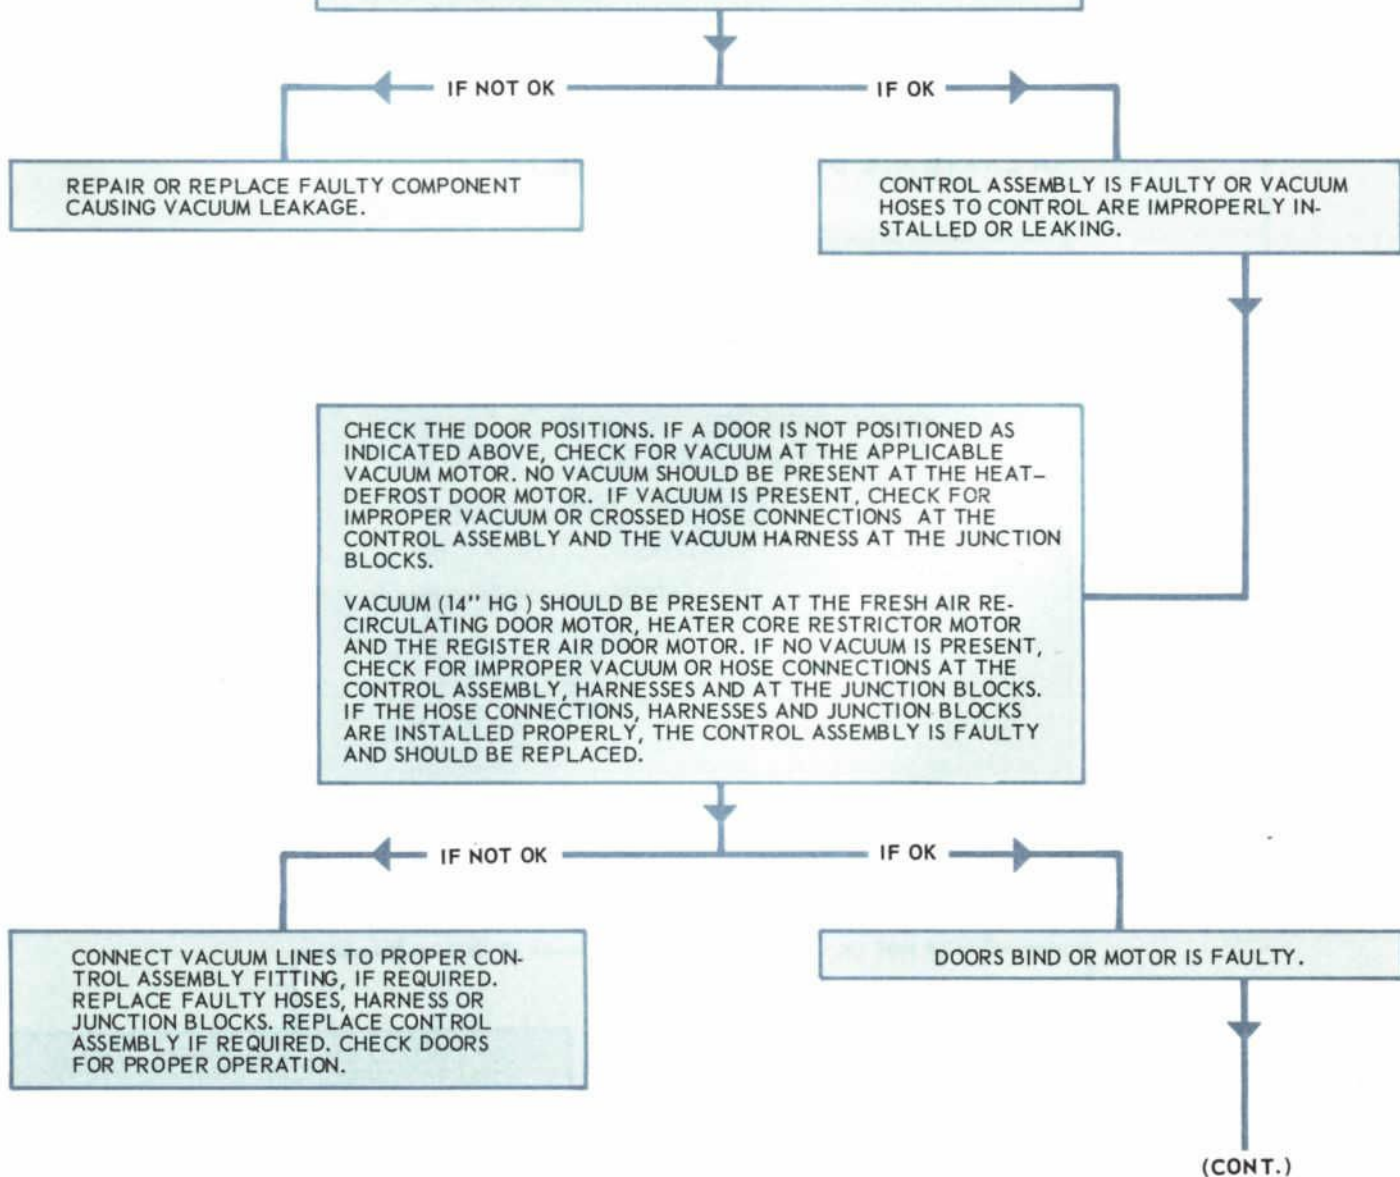 IF NOT OK
IF OK
REPAIR OR REPLACE FAULTY COMPONENT
CAUSING VACUUM LEAKAGE.
CONTROL ASSEMBLY IS FAULTY OR VACUUM
HOSES TO CONTROL ARE IMPROPERLY IN-
STALLED OR LEAKING.
CHECK THE DOOR POSITIONS. IF A DOOR IS NOT POSITIONED AS
INDICATED ABOVE, CHECK FOR VACUUM AT THE APPLICABLE
VACUUM MOTOR. NO VACUUM SHOULD BE PRESENT AT THE HEAT-
DEFROST DOOR MOTOR. IF VACUUM IS PRESENT, CHECK FOR
IMPROPER VACUUM OR CROSSED HOSE CONNECTIONS AT THE
CONTROL ASSEMBLY AND THE VACUUM HARNESS AT THE JUNCTION
BLOCKS.
VACUUM (14" HG ) SHOULD BE PRESENT AT THE FRESH AIR RE-
CIRCULATING DOOR MOTOR, HEATER CORE RESTRICTOR MOTOR
AND THE REGISTER AIR DOOR MOTOR. IF NO VACUUM IS PRESENT,
CHECK FOR IMPROPER VACUUM OR HOSE CONNECTIONS AT THE
CONTROL ASSEMBLY, HARNESSES AND AT THE JUNCTION BLOCKS.
IF THE HOSE CONNECTIONS, HARNESSES AND JUNCTION BLOCKS
ARE INSTALLED PROPERLY, THE CONTROL ASSEMBLY IS FAULTY
AND SHOULD BE REPLACED.
IF NOT OK
IF OK
CONNECT VACUUM LINES TO PROPER CON-
TROL ASSEMBLY FITTING, IF REQUIRED.
REPLACE FAULTY HOSES, HARNESS OR
JUNCTION BLOCKS. REPLACE CONTROL
ASSEMBLY IF REQUIRED. CHECK DOORS
FOR PROPER OPERATION.
DOORS BIND OR MOTOR IS FAULTY.
(CONT.)